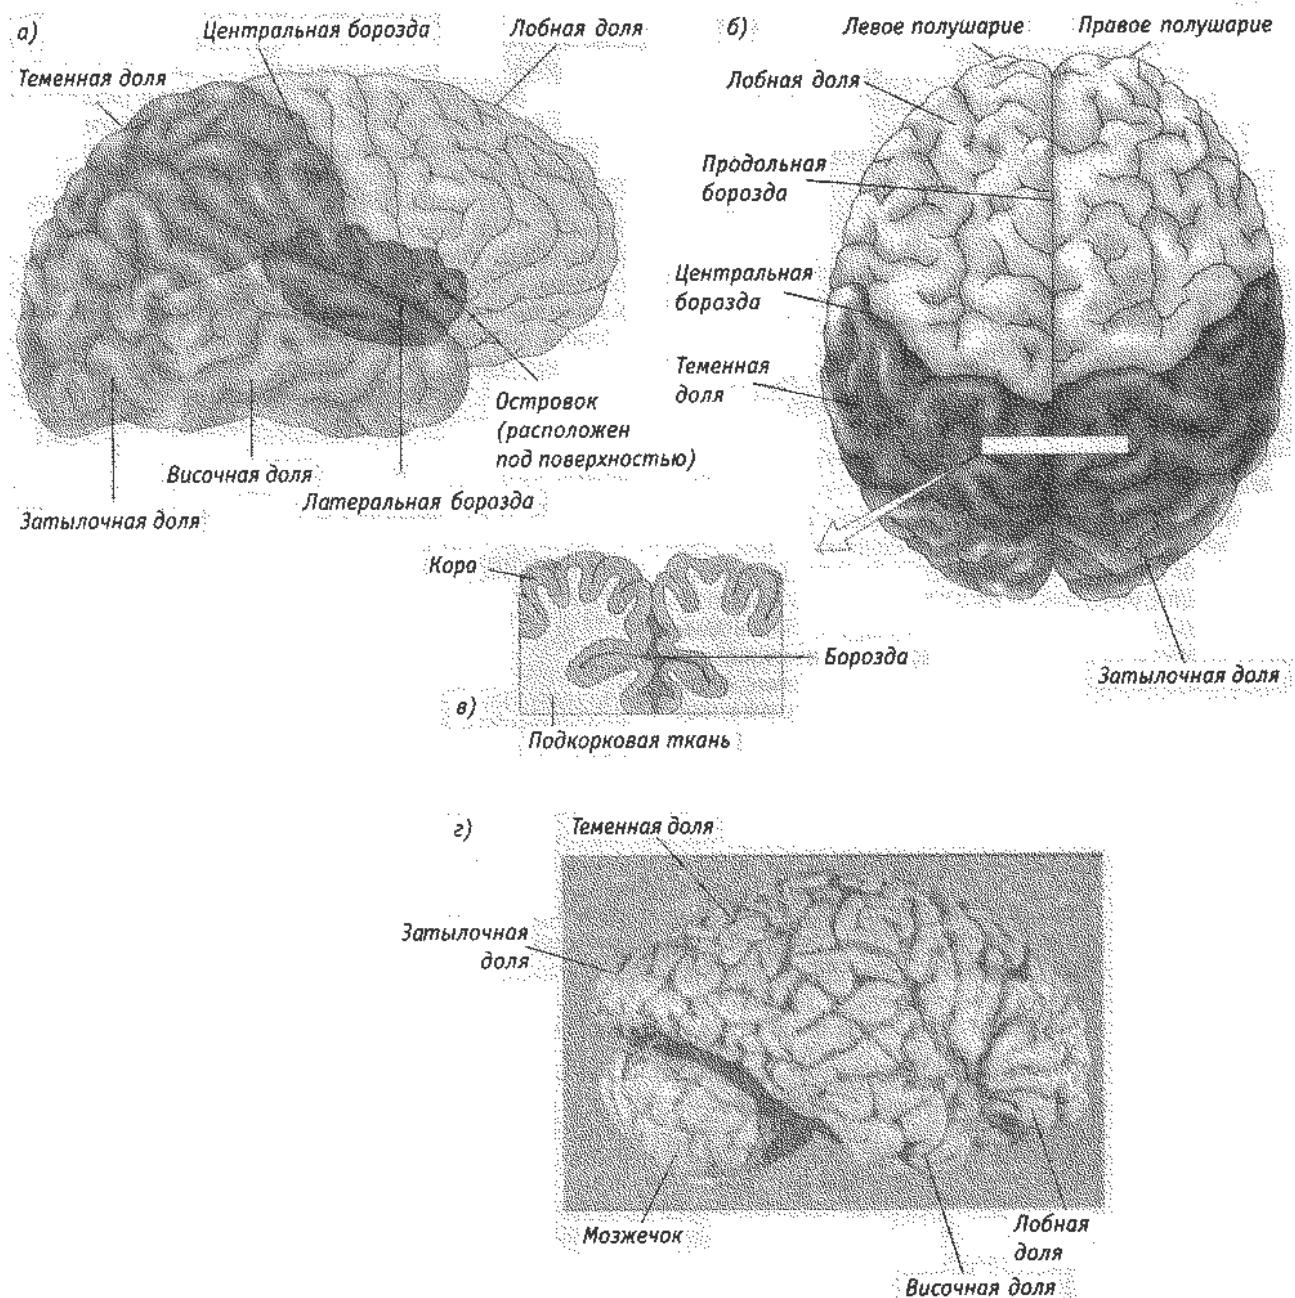 а)
Центральная борозда
Лобная доля
Теменная доля
б)
Левое полушарие
Правое полушарие
Лобная доля
Продольная
борозда
Центральная
борозда
Теменная
доля
Островок
(расположен
под поверхностью)
Височная доля
Латеральная борозда
Затылочная доля
Кора
Борозда
Затылочная доля
в)
Подкорковая ткань
г)
Теменная доля
Затылочная
доля
Мозжечок
Лобная
доля
Височная доля